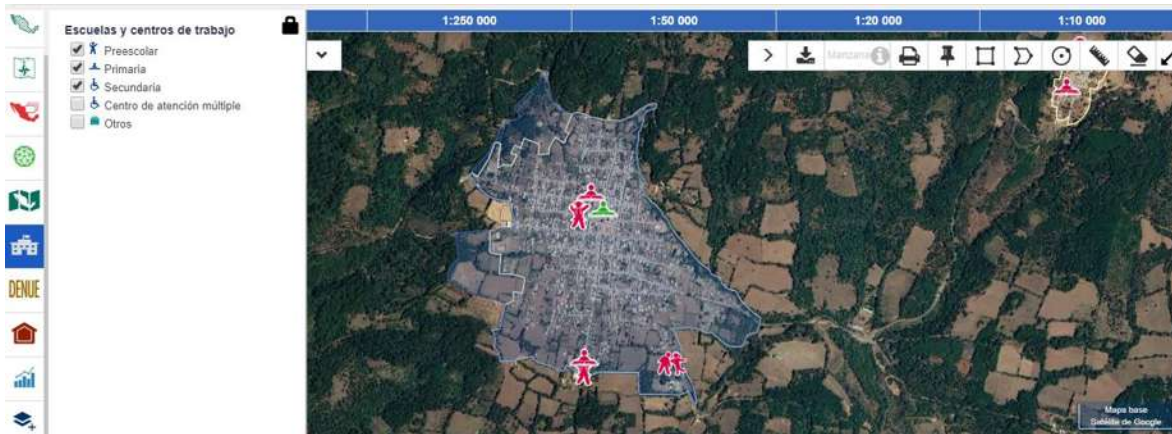 Escuelas y centros de trabajo
Preescolar
Primaria
Secundaria
Centro de atención múltiple
Otros
DENUE
1:250 000
1:50 000
1:20 000
1:10 000
Manzana
Mapa base
Satélite de Google